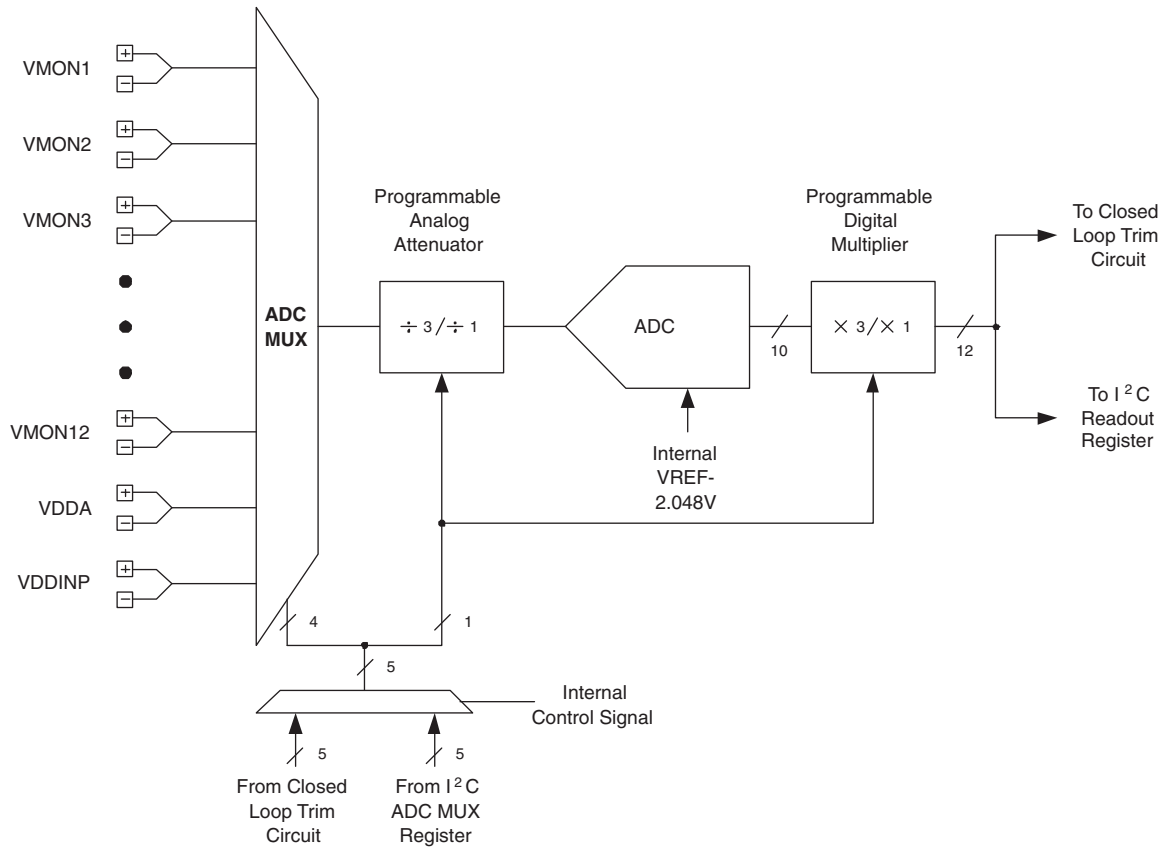 VMON1
+
−
VMON2
+
−
VMON3
+
−
VMON12
+
−
VDDA
+
−
VDDINP
+
−
ADC
MUX
Programmable
Analog
Attenuator
÷ 3 / ÷ 1
ADC
10
Internal
VREF-
2.048V
Programmable
Digital
Multiplier
× 3 / × 1
12
To Closed
Loop Trim
Circuit
To I²C
Readout
Register
4
1
5
Internal
Control Signal
5
5
From Closed
Loop Trim
Circuit
From I²C
ADC MUX
Register